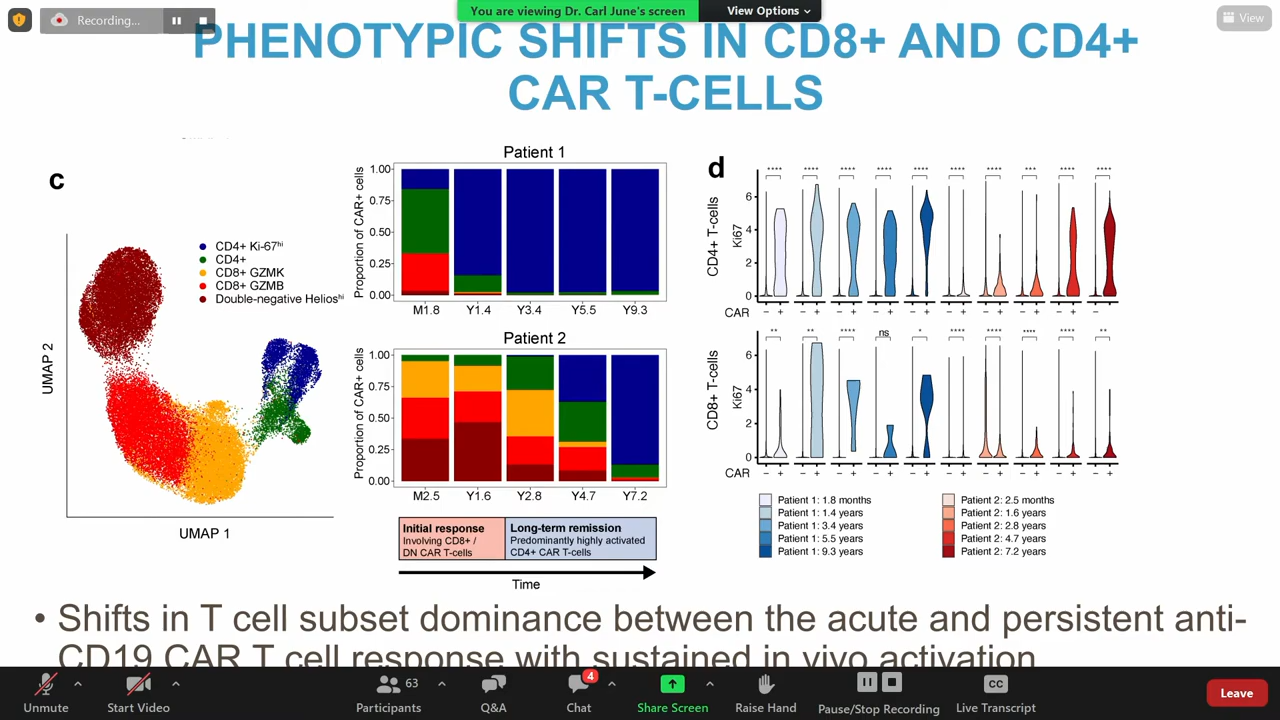 Recording...
You are viewing Dr. Carl June's screen
View Options
View
PHENOTYPIC SHIFTS IN CD8+ AND CD4+
CAR T-CELLS
c
UMAP 2
UMAP 1
CD4+ Ki-67hi
CD4+
CD8+ GZMK
CD8+ GZMB
Double-negative Helioshi
Patient 1
Proportion of CAR+ cells
1.00
0.75
0.50
0.25
0.00
M1.8 Y1.4 Y3.4 Y5.5 Y9.3
Patient 2
Proportion of CAR+ cells
1.00
0.75
0.50
0.25
0.00
M2.5 Y1.6 Y2.8 Y4.7 Y7.2
Initial response
Involving CD8+ /
DN CAR T-cells
Long-term remission
Predominantly highly activated
CD4+ CAR T-cells
Time
d
CD4+ T-cells
Ki67
**** **** **** **** **** **** **** *** **** ****
6
4
2
0
CAR − + − + − + − + − + − + − + − + − + − +
CD8+ T-cells
Ki67
** ** **** ns * **** **** **** **** **
6
4
2
0
CAR − + − + − + − + − + − + − + − + − + − +
Patient 1: 1.8 months
Patient 1: 1.4 years
Patient 1: 3.4 years
Patient 1: 5.5 years
Patient 1: 9.3 years
Patient 2: 2.5 months
Patient 2: 1.6 years
Patient 2: 2.8 years
Patient 2: 4.7 years
Patient 2: 7.2 years
• Shifts in T cell subset dominance between the acute and persistent anti-
CD19 CAR T cell response with sustained in vivo activation
Unmute
Start Video
63
Participants
Q&A
4
Chat
Share Screen
Raise Hand
Pause/Stop Recording
CC
Live Transcript
Leave